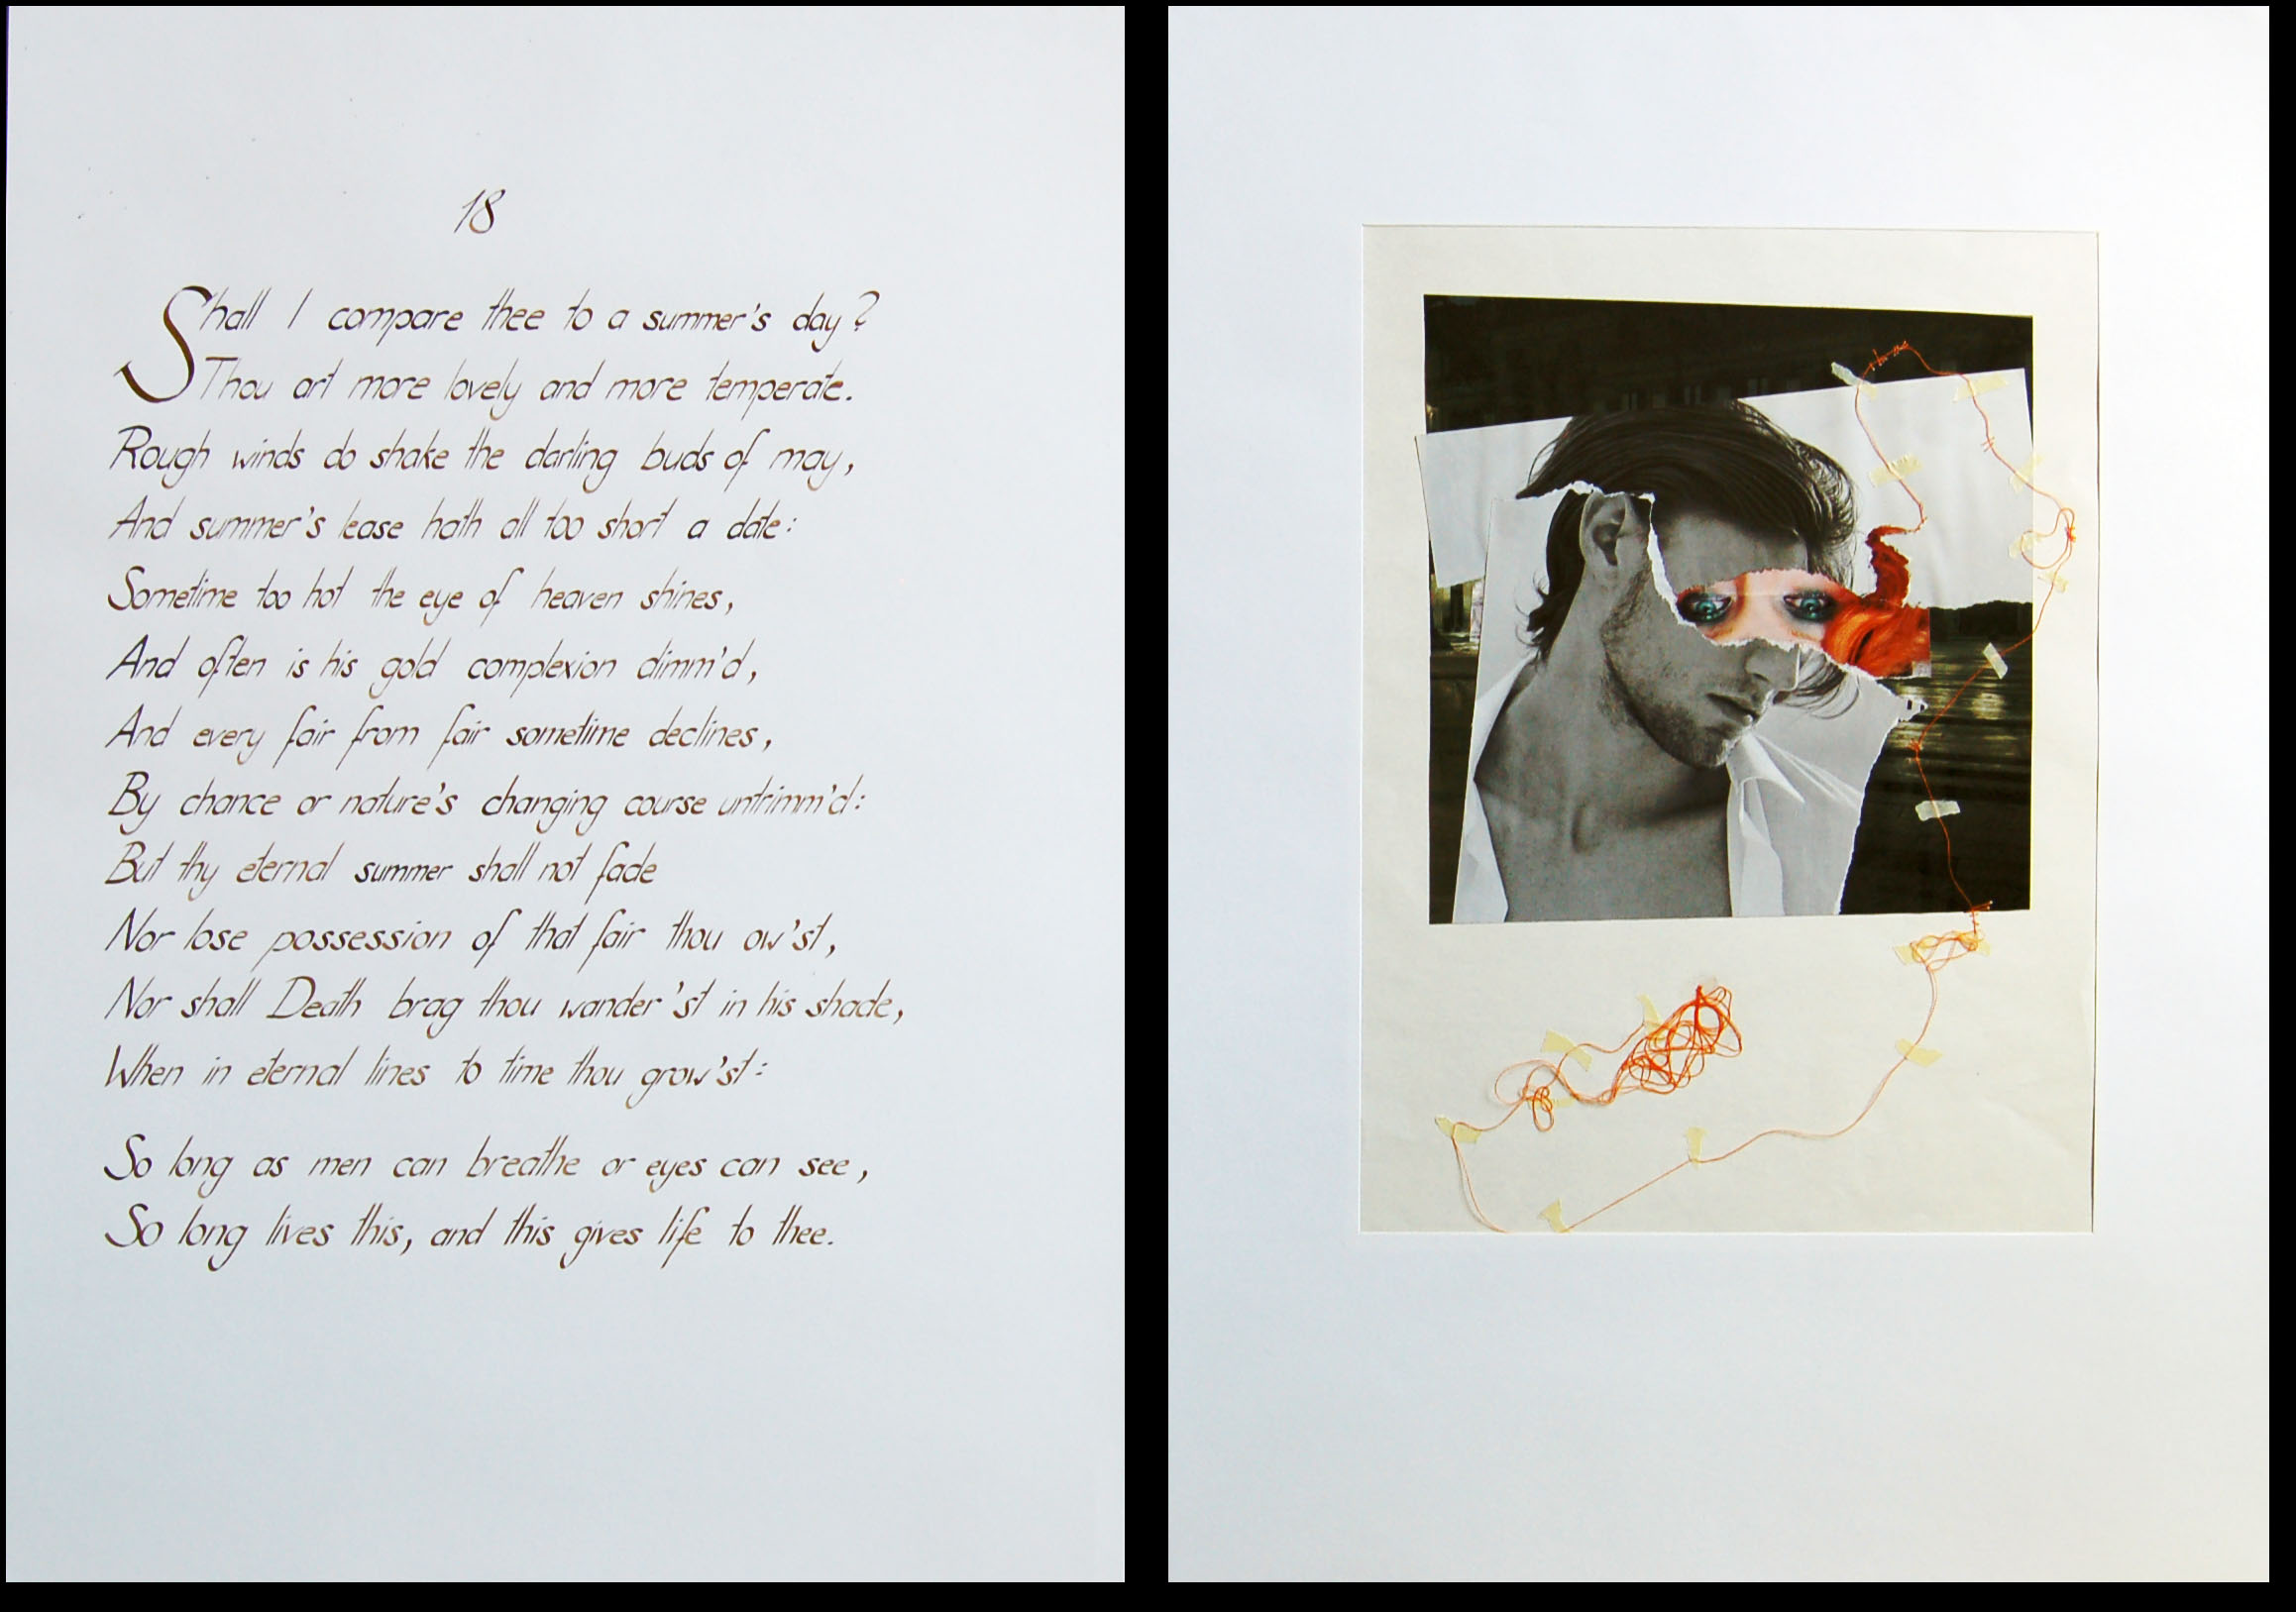 18
Shall I compare thee to a summer's day?
Thou art more lovely and more temperate.
Rough winds do shake the darling buds of may,
And summer's lease hath all too short a date:
Sometime too hot the eye of heaven shines,
And often is his gold complexion dimm'd,
And every fair from fair sometime declines,
By chance or nature's changing course untrimm'd:
But thy eternal summer shall not fade
Nor lose possession of that fair thou ow'st,
Nor shall Death brag thou wander'st in his shade,
When in eternal lines to time thou grow'st:
So long as men can breathe or eyes can see,
So long lives this, and this gives life to thee.